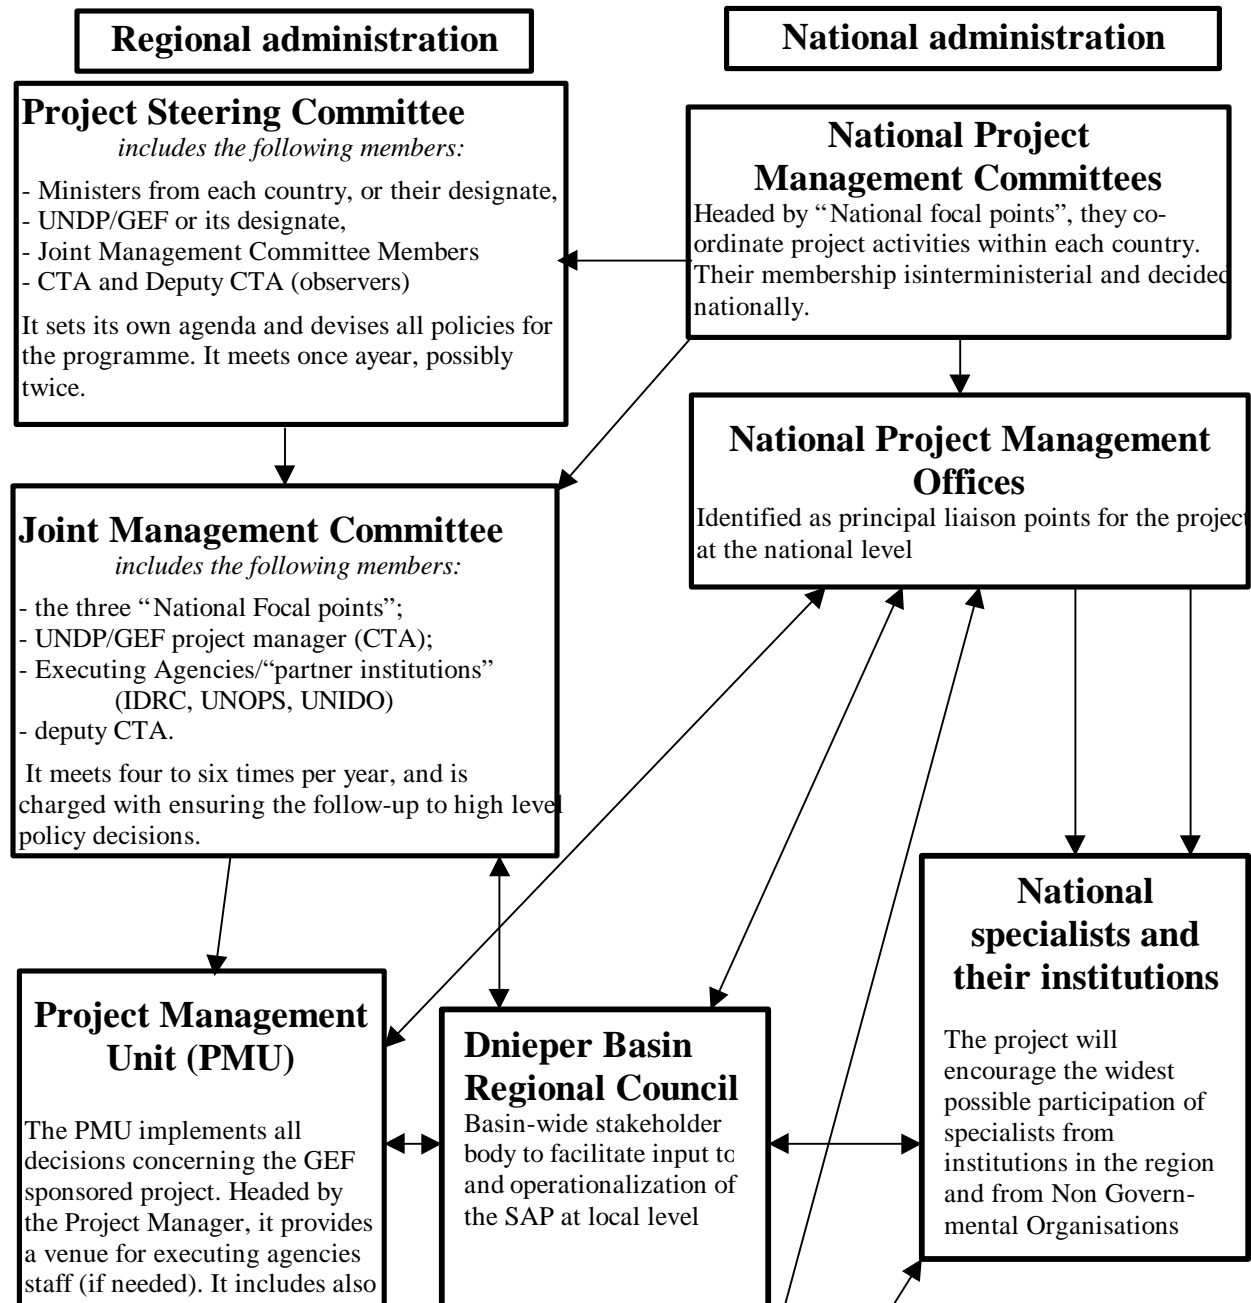 Regional administration
National administration
Project Steering Committee
includes the following members:
- Ministers from each country, or their designate,
- UNDP/GEF or its designate,
- Joint Management Committee Members
- CTA and Deputy CTA (observers)
It sets its own agenda and devises all policies for
the programme. It meets once ayear, possibly
twice.
National Project
Management Committees
Headed by “National focal points”, they co-
ordinate project activities within each country.
Their membership isinterministerial and decided
nationally.
National Project Management
Offices
Identified as principal liaison points for the project
at the national level
Joint Management Committee
includes the following members:
- the three “National Focal points”;
- UNDP/GEF project manager (CTA);
- Executing Agencies/“partner institutions”
(IDRC, UNOPS, UNIDO)
- deputy CTA.
It meets four to six times per year, and is
charged with ensuring the follow-up to high level
policy decisions.
Project Management
Unit (PMU)
The PMU implements all
decisions concerning the GEF
sponsored project. Headed by
the Project Manager, it provides
a venue for executing agencies
staff (if needed). It includes also
Dnieper Basin
Regional Council
Basin-wide stakeholder
body to facilitate input to
and operationalization of
the SAP at local level
National
specialists and
their institutions
The project will
encourage the widest
possible participation of
specialists from
institutions in the region
and from Non Govern-
mental Organisations